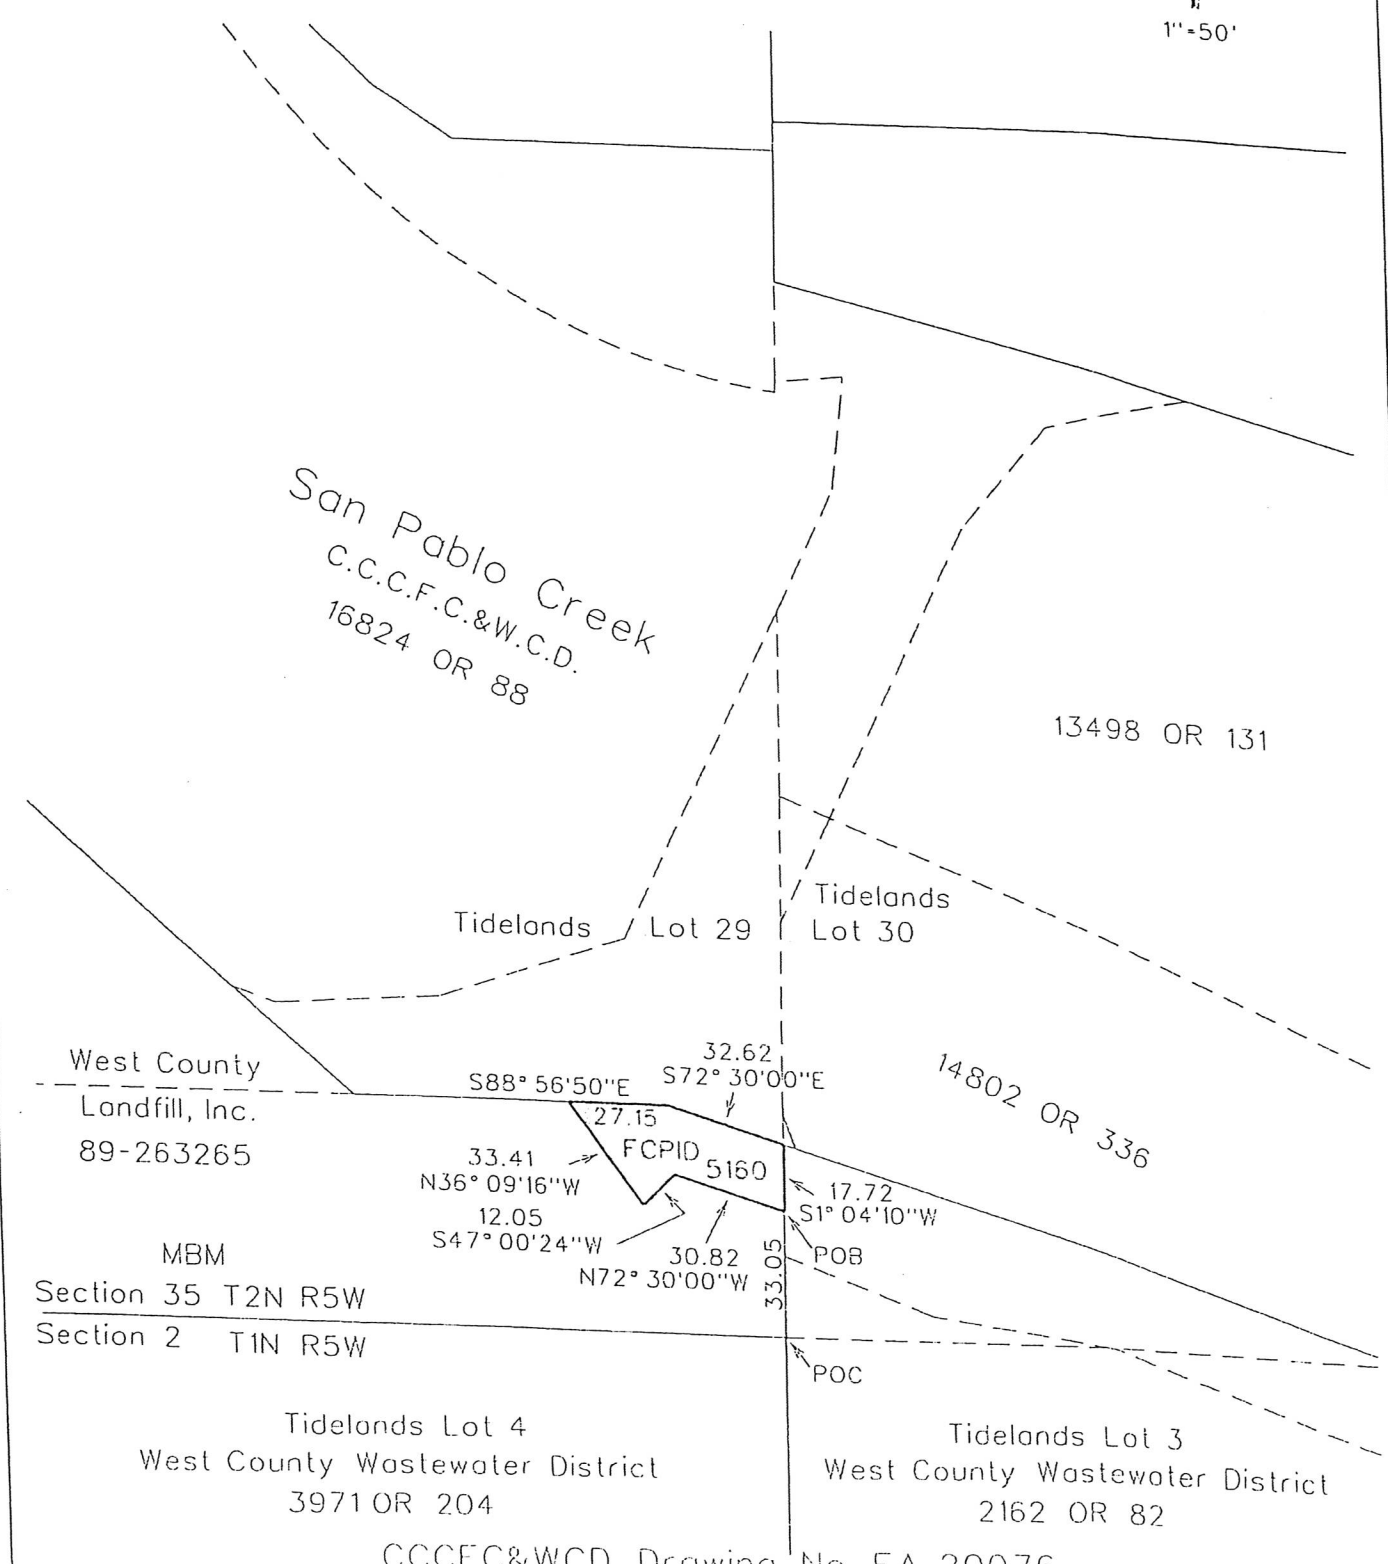 1"=50'
San Pablo Creek
C.C.C.F.C.&W.C.D.
16824 OR 88
13498 OR 131
Tidelands Lot 29
Tidelands
Lot 30
West County
Landfill, Inc.
89-263265
S88°56'50"E
27.15
32.62
S72°30'00"E
14802 OR 336
FCPID
5160
33.41
N36°09'16"W
12.05
S47°00'24"W
17.72
S1°04'10"W
30.82
N72°30'00"W
33.05
POB
MBM
Section 35 T2N R5W
Section 2 T1N R5W
POC
Tidelands Lot 4
West County Wastewater District
3971 OR 204
Tidelands Lot 3
West County Wastewater District
2162 OR 82
CCCFC&WCD Drawing No.